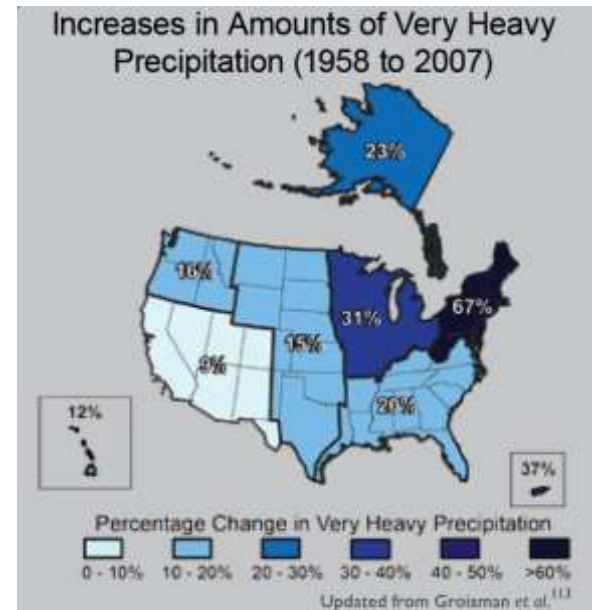 Increases in Amounts of Very Heavy
Precipitation (1958 to 2007)
23%
16%
31%
67%
15%
9%
20%
12%
37%
Percentage Change in Very Heavy Precipitation
0 - 10% 10 - 20% 20 - 30% 30 - 40% 40 - 50% >60%
Updated from Groisman et al.¹¹³